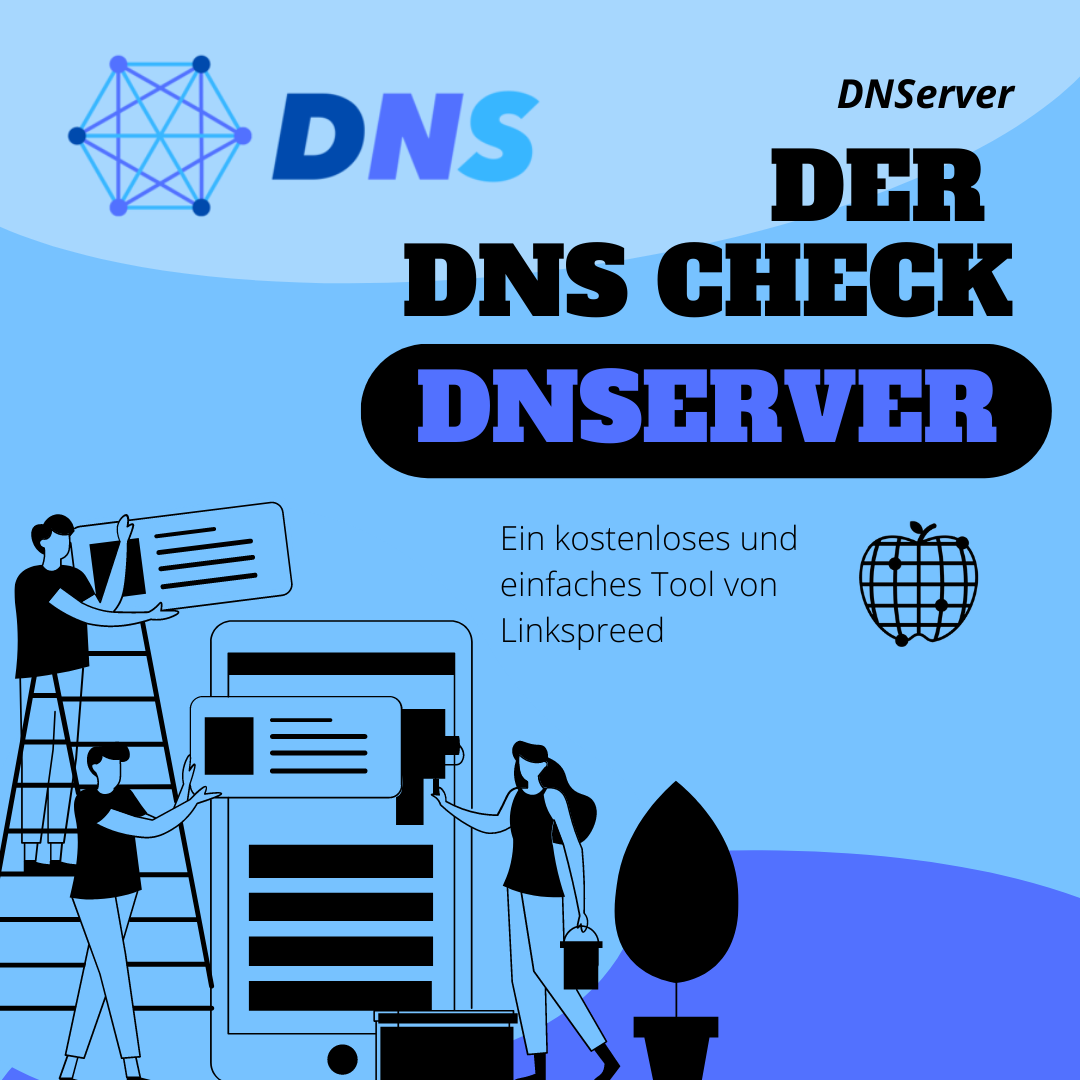 DNS
DNServer
DER
DNS CHECK
DNSERVER
Ein kostenloses und
einfaches Tool von
Linkspreed